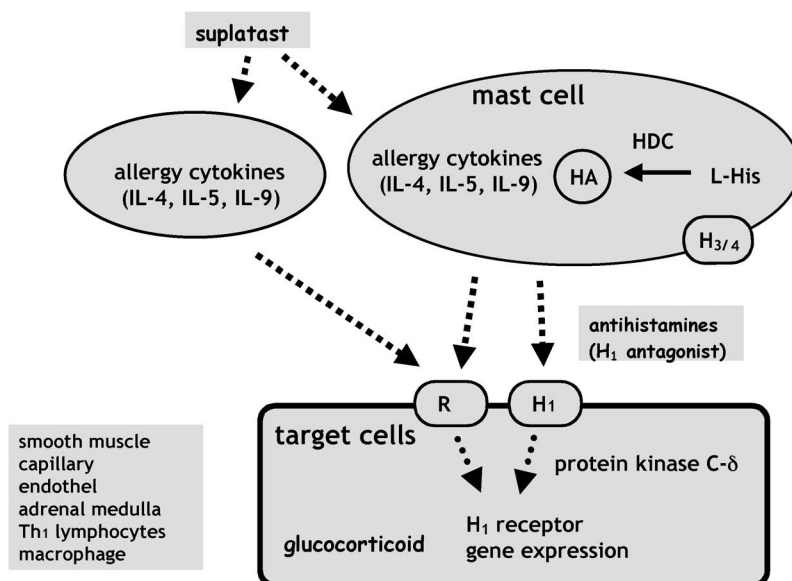 suplatast
mast cell
allergy cytokines
(IL-4, IL-5, IL-9)
allergy cytokines
(IL-4, IL-5, IL-9)
HA
HDC
L-His
H3/4
antihistamines
(H1 antagonist)
R
H1
target cells
protein kinase C-δ
smooth muscle
capillary
endothel
adrenal medulla
Th1 lymphocytes
macrophage
glucocorticoid
H1 receptor
gene expression